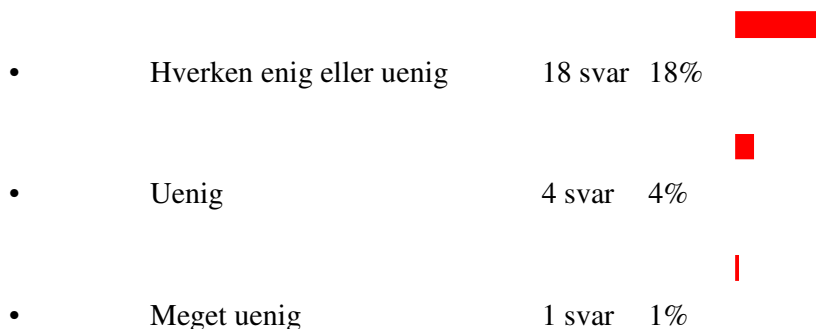 • Hverken enig eller uenig 18 svar 18%
• Uenig 4 svar 4%
• Meget uenig 1 svar 1%